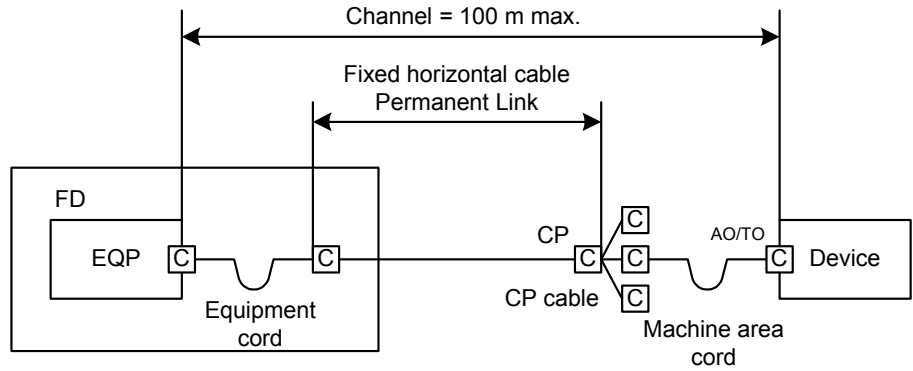 Channel = 100 m max.
Fixed horizontal cable
Permanent Link
FD
EQP
C
C
Equipment
cord
CP
C
CP cable
C
C
C
Machine area
cord
AO/TO
C
Device